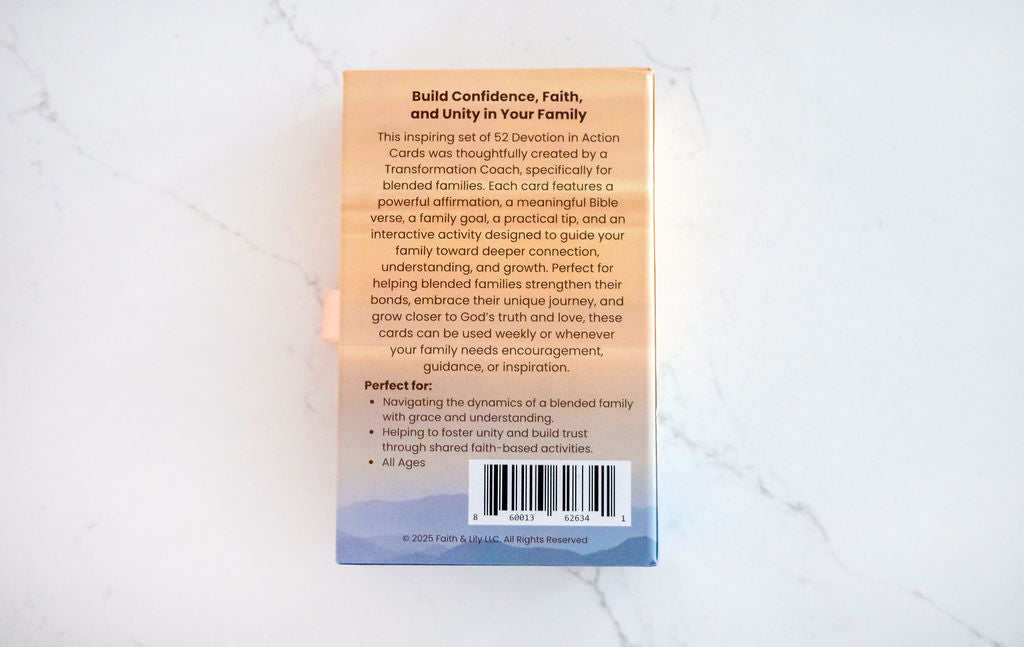 Build Confidence, Faith,
and Unity in Your Family
This inspiring set of 52 Devotion in Action
Cards was thoughtfully created by a
Transformation Coach, specifically for
blended families. Each card features a
powerful affirmation, a meaningful Bible
verse, a family goal, a practical tip, and an
interactive activity designed to guide your
family toward deeper connection,
understanding, and growth. Perfect for
helping blended families strengthen their
bonds, embrace their unique journey, and
grow closer to God's truth and love, these
cards can be used weekly or whenever
your family needs encouragement,
guidance, or inspiration.
Perfect for:
• Navigating the dynamics of a blended family
with grace and understanding.
• Helping to foster unity and build trust
through shared faith-based activities.
• All Ages
8 60013 62634 1
© 2025 Faith & Lily LLC. All Rights Reserved